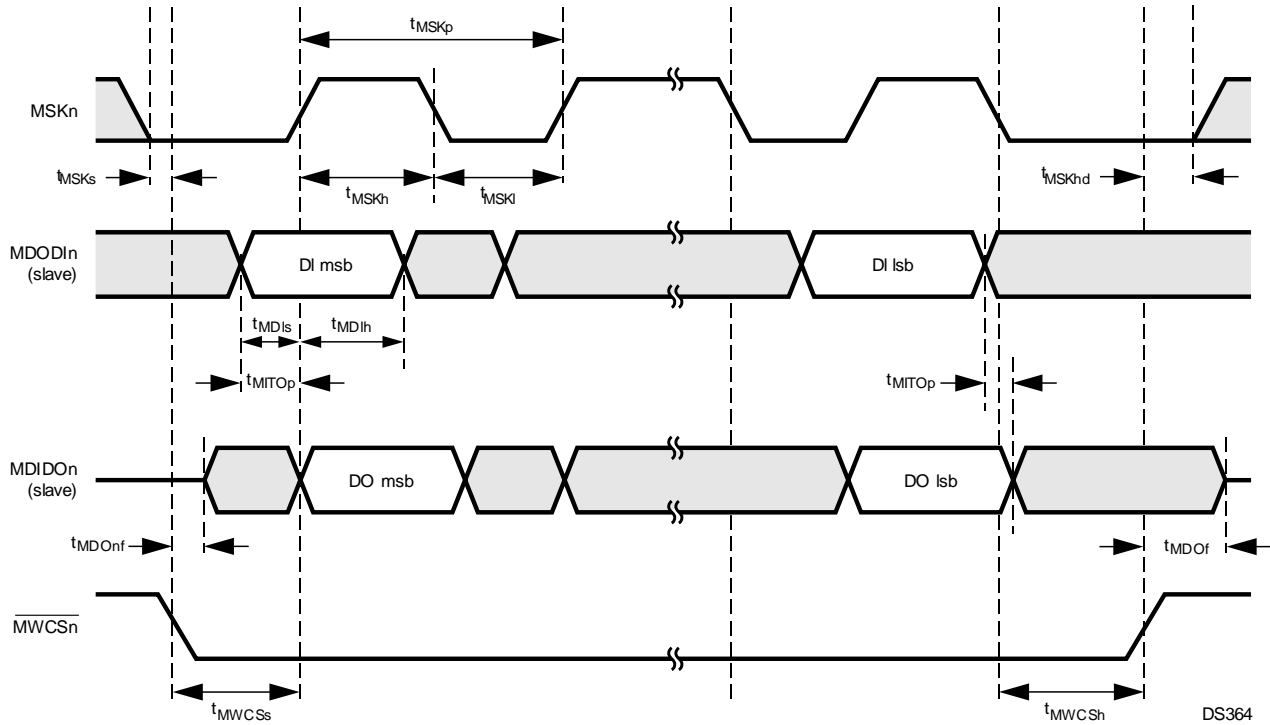 tMSKp
MSKn
tMSKs
tMSKh
tMSKl
tMSKhd
MDODIn
(slave)
DI msb
DI lsb
tMDIs
tMDIh
tMITOp
tMITOp
MDIDOn
(slave)
DO msb
DO lsb
tMDOnf
tMDOf
MWCSn
tMWCSs
tMWCSh
DS364